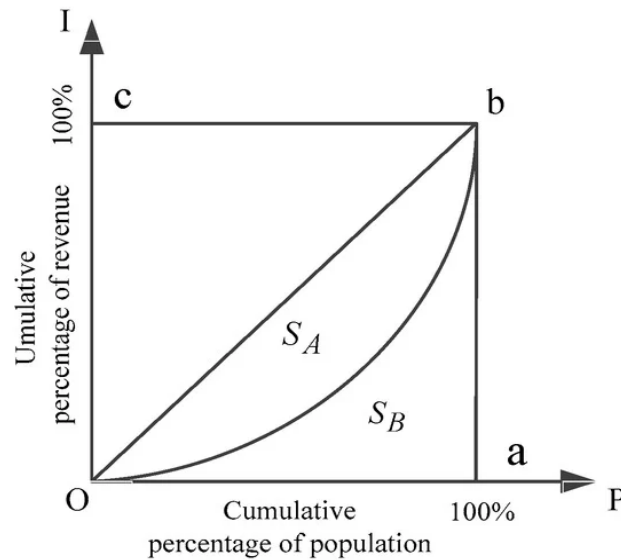 I
c
b
100%
Umulative
percentage of revenue
S_A
S_B
a
O
Cumulative
100%
P
percentage of population